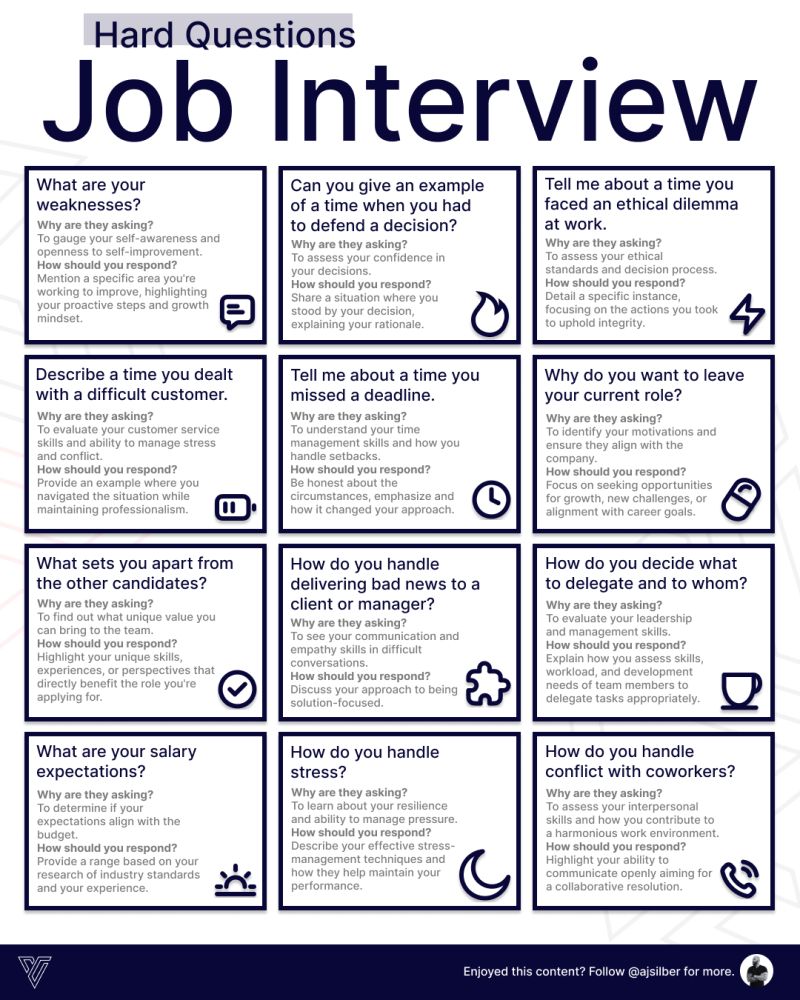 Hard Questions
Job Interview
What are your
weaknesses?
Why are they asking?
To gauge your self-awareness and
openness to self-improvement.
How should you respond?
Mention a specific area you're
working to improve, highlighting
your proactive steps and growth
mindset.
Can you give an example
of a time when you had
to defend a decision?
Why are they asking?
To assess your confidence in
your decisions.
How should you respond?
Share a situation where you
stood by your decision,
explaining your rationale.
Tell me about a time you
faced an ethical dilemma
at work.
Why are they asking?
To assess your ethical
standards and decision process.
How should you respond?
Detail a specific instance,
focusing on the actions you took
to uphold integrity.
Describe a time you dealt
with a difficult customer.
Why are they asking?
To evaluate your customer service
skills and ability to manage stress
and conflict.
How should you respond?
Provide an example where you
navigated the situation while
maintaining professionalism.
Tell me about a time you
missed a deadline.
Why are they asking?
To understand your time
management skills and how you
handle setbacks.
How should you respond?
Be honest about the
circumstances, emphasize and
how it changed your approach.
Why do you want to leave
your current role?
Why are they asking?
To identify your motivations and
ensure they align with the
company.
How should you respond?
Focus on seeking opportunities
for growth, new challenges, or
alignment with career goals.
What sets you apart from
the other candidates?
Why are they asking?
To find out what unique value you
can bring to the team.
How should you respond?
Highlight your unique skills,
experiences, or perspectives that
directly benefit the role you're
applying for.
How do you handle
delivering bad news to a
client or manager?
Why are they asking?
To see your communication and
empathy skills in difficult
conversations.
How should you respond?
Discuss your approach to being
solution-focused.
How do you decide what
to delegate and to whom?
Why are they asking?
To evaluate your leadership
and management skills.
How should you respond?
Explain how you assess skills,
workload, and development
needs of team members to
delegate tasks appropriately.
What are your salary
expectations?
Why are they asking?
To determine if your
expectations align with the
budget.
How should you respond?
Provide a range based on your
research of industry standards
and your experience.
How do you handle
stress?
Why are they asking?
To learn about your resilience
and ability to manage pressure.
How should you respond?
Describe your effective stress-
management techniques and
how they help maintain your
performance.
How do you handle
conflict with coworkers?
Why are they asking?
To assess your interpersonal
skills and how you contribute to
a harmonious work environment.
How should you respond?
Highlight your ability to
communicate openly aiming for
a collaborative resolution.
Enjoyed this content? Follow @ajsilber for more.